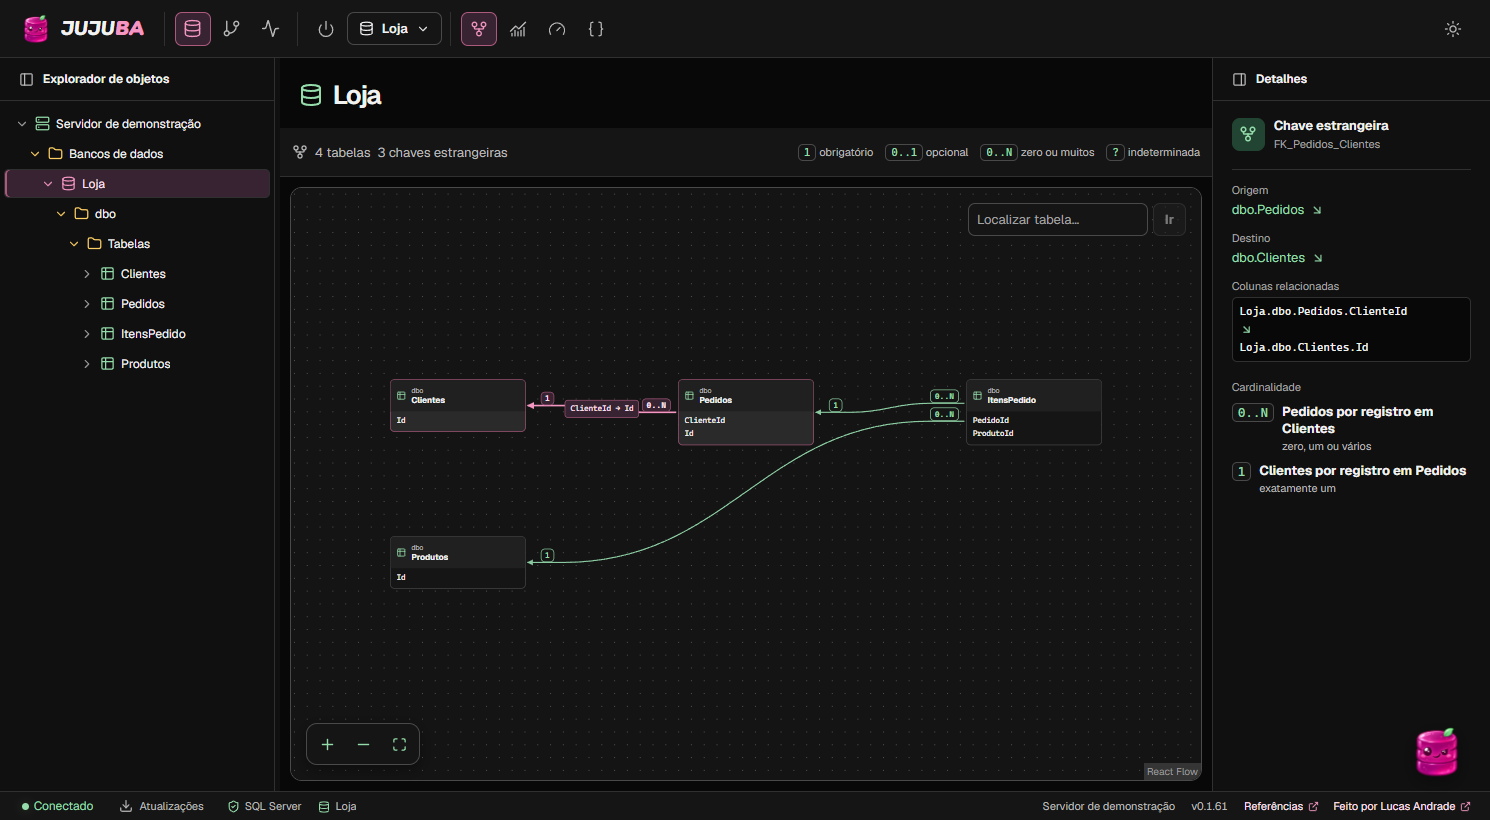 JUJUBA
Loja
Explorador de objetos
Servidor de demonstração
Bancos de dados
Loja
dbo
Tabelas
Clientes
Pedidos
ItensPedido
Produtos
Loja
4 tabelas 3 chaves estrangeiras
1 obrigatório 0..1 opcional 0..N zero ou muitos ? indeterminada
Localizar tabela... Ir
dbo
Clientes
Id
1
ClienteId → Id
0..N
dbo
Pedidos
ClienteId
Id
1
0..N
0..N
dbo
ItensPedido
PedidoId
ProdutoId
dbo
Produtos
Id
1
React Flow
Detalhes
Chave estrangeira
FK_Pedidos_Clientes
Origem
dbo.Pedidos
Destino
dbo.Clientes
Colunas relacionadas
Loja.dbo.Pedidos.ClienteId
Loja.dbo.Clientes.Id
Cardinalidade
0..N Pedidos por registro em
Clientes
zero, um ou vários
1 Clientes por registro em Pedidos
exatamente um
Conectado Atualizações SQL Server Loja
Servidor de demonstração v0.1.61 Referências Feito por Lucas Andrade